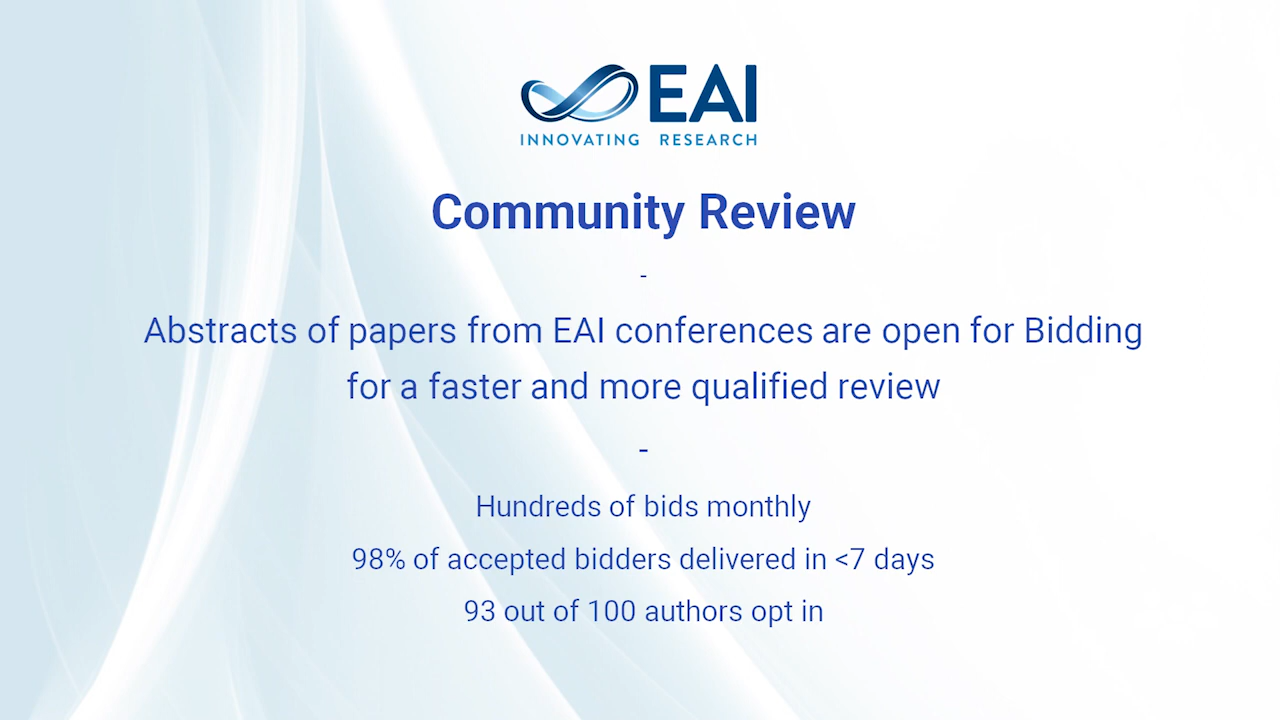 EAI
INNOVATING RESEARCH
Community Review
-
Abstracts of papers from EAI conferences are open for Bidding
for a faster and more qualified review
-
Hundreds of bids monthly
98% of accepted bidders delivered in <7 days
93 out of 100 authors opt in